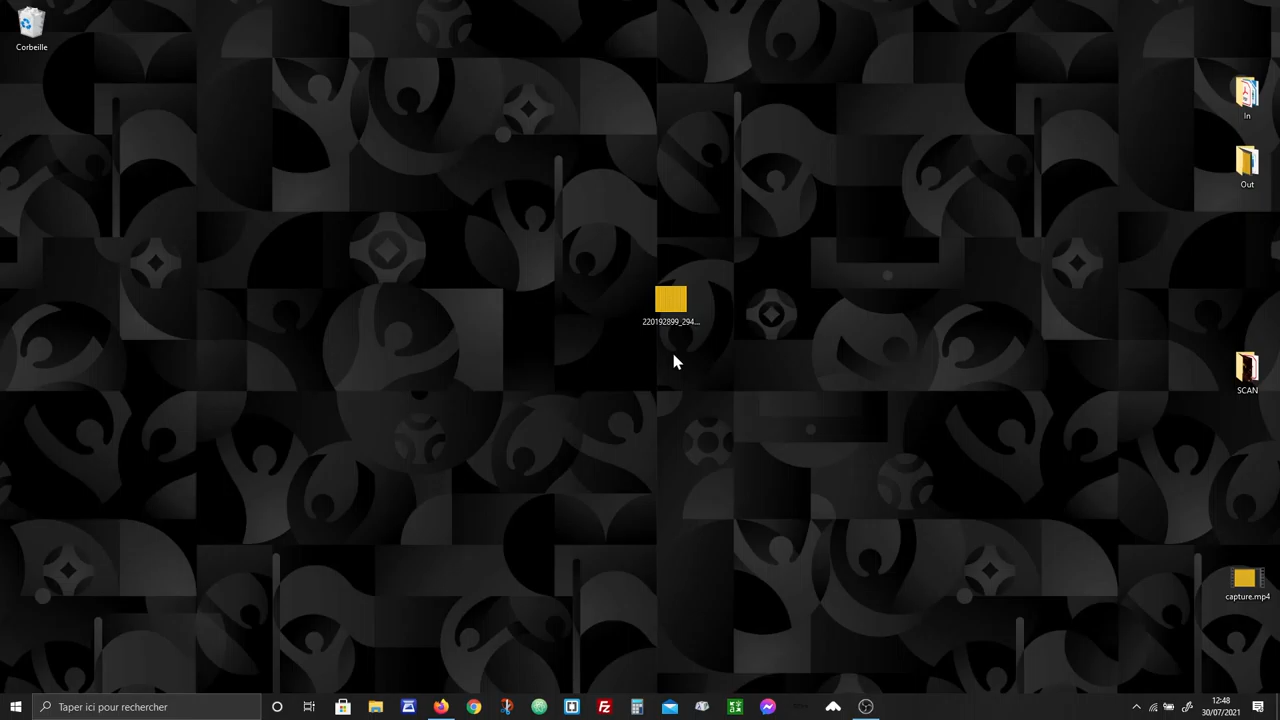 Corbeille
In
Out
220192899_294...
SCAN
capture.mp4
Taper ici pour rechercher
12:48
30/07/2021